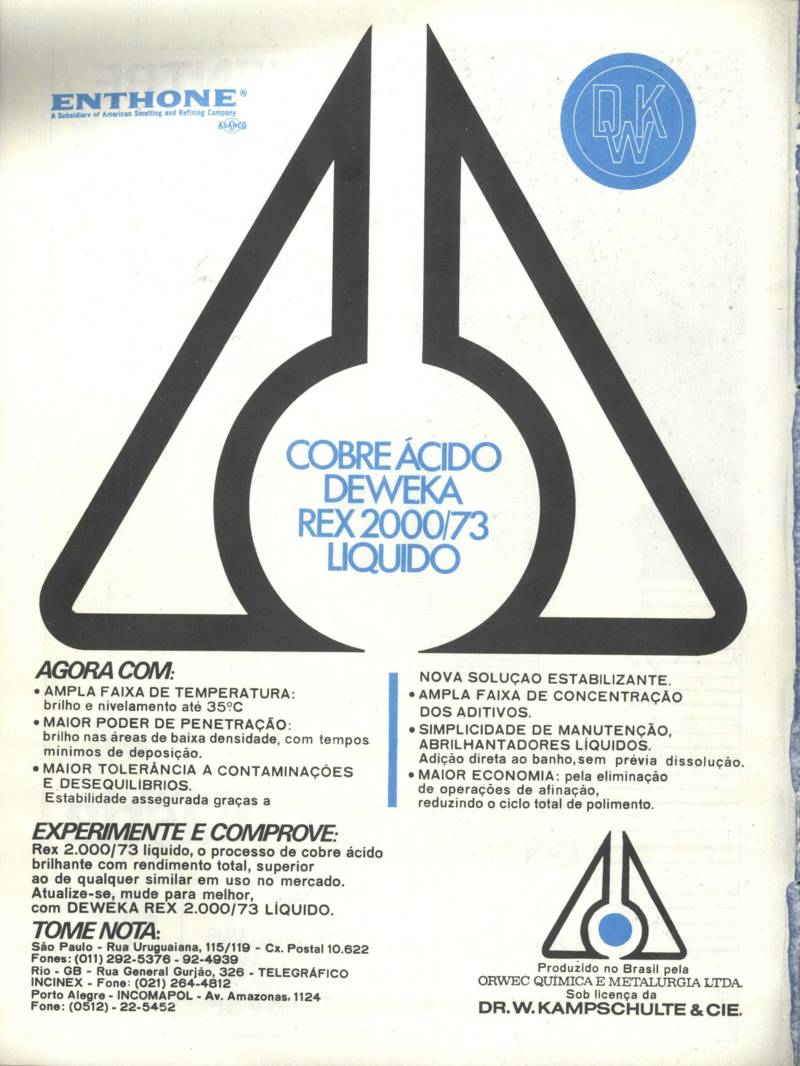 ENTHONE®
A Subsidiary of American Smelting and Refining Company
ASARCO
DWK
COBRE ÁCIDO
DEWEKA
REX 2000/73
LIQUIDO
AGORA COM:
• AMPLA FAIXA DE TEMPERATURA:
brilho e nivelamento até 35ºC
• MAIOR PODER DE PENETRAÇÃO:
brilho nas áreas de baixa densidade, com tempos
mínimos de deposição.
• MAIOR TOLERÂNCIA A CONTAMINAÇÕES
E DESEQUILIBRIOS.
Estabilidade assegurada graças a
NOVA SOLUÇAO ESTABILIZANTE.
• AMPLA FAIXA DE CONCENTRAÇÃO
DOS ADITIVOS.
• SIMPLICIDADE DE MANUTENÇÃO,
ABRILHANTADORES LÍQUIDOS.
Adição direta ao banho, sem prévia dissolução.
• MAIOR ECONOMIA: pela eliminação
de operações de afinação,
reduzindo o ciclo total de polimento.
EXPERIMENTE E COMPROVE:
Rex 2.000/73 líquido, o processo de cobre ácido
brilhante com rendimento total, superior
ao de qualquer similar em uso no mercado.
Atualize-se, mude para melhor,
com DEWEKA REX 2.000/73 LÍQUIDO.
TOME NOTA:
São Paulo - Rua Uruguaiana, 115/119 - Cx. Postal 10.622
Fones: (011) 292-5376 - 92-4939
Rio - GB - Rua General Gurjão, 326 - TELEGRÁFICO
INCINEX - Fone: (021) 264-4812
Porto Alegre - INCOMAPOL - Av. Amazonas, 1124
Fone: (0512) - 22-5452
Produzido no Brasil pela
ORWEC QUÍMICA E METALURGIA LTDA.
Sob licença da
DR. W. KAMPSCHULTE & CIE.